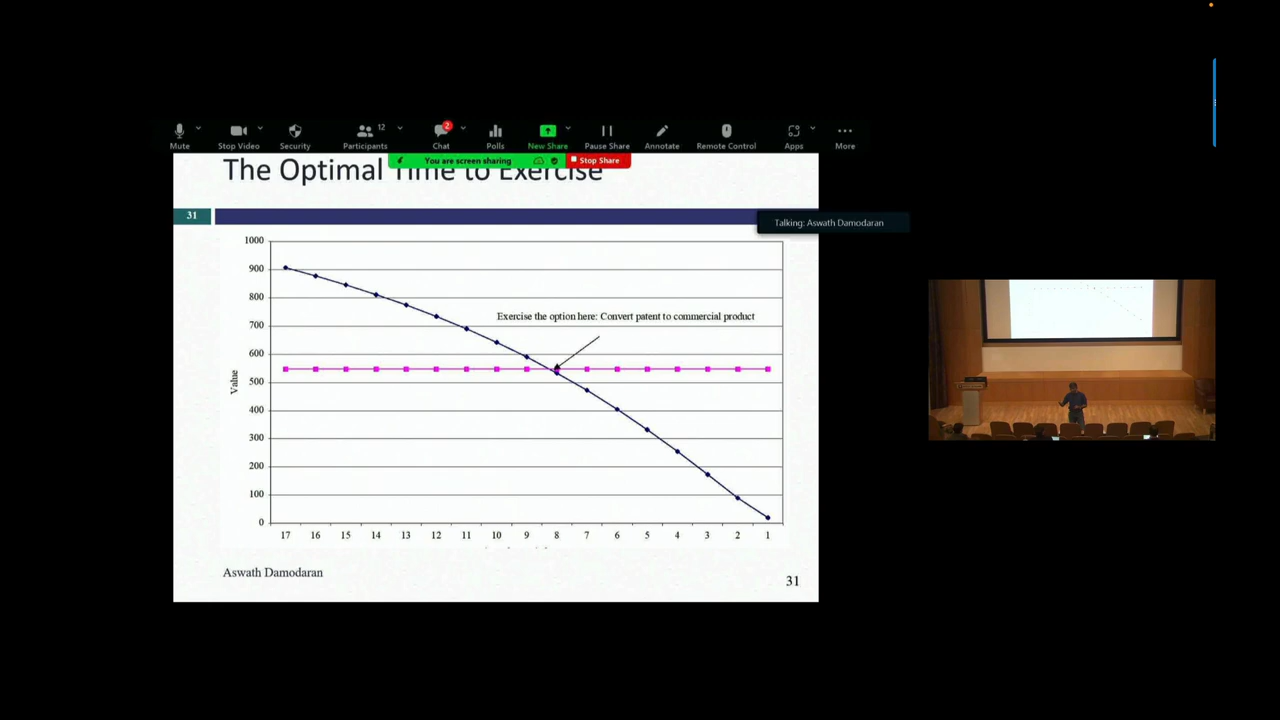 12
2
Mute
Stop Video
Security
Participants
Chat
Polls
New Share
Pause Share
Annotate
Remote Control
Apps
More
You are screen sharing
Stop Share
The Optimal Time to Exercise
31
Talking: Aswath Damodaran
1000
900
800
700
600
500
400
300
200
100
0
Value
Exercise the option here: Convert patent to commercial product
17 16 15 14 13 12 11 10 9 8 7 6 5 4 3 2 1
Aswath Damodaran
31